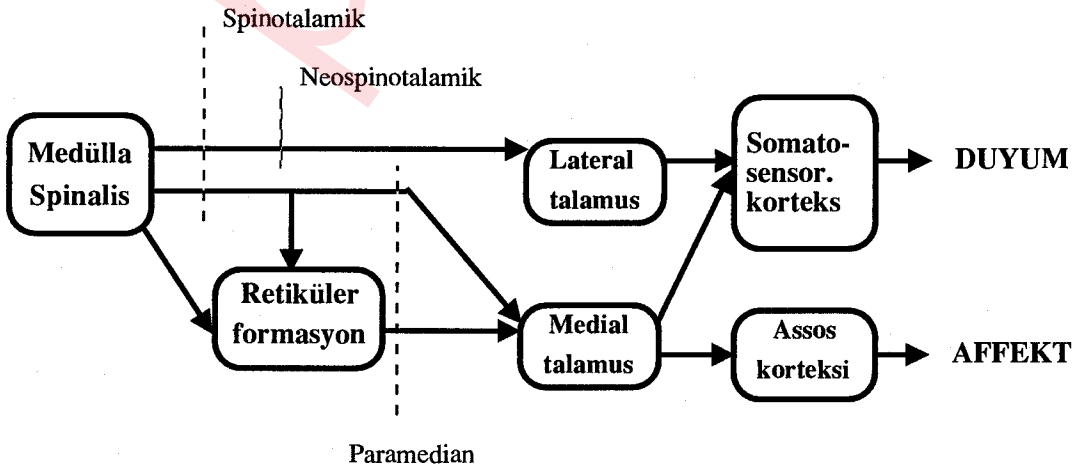 Spinotalamik
Neospinotalamik
Medülla
Spinalis
Lateral
talamus
Somato-
sensor.
korteks
DUYUM
Retiküler
formasyon
Medial
talamus
Assos
korteksi
AFFEKT
Paramedian